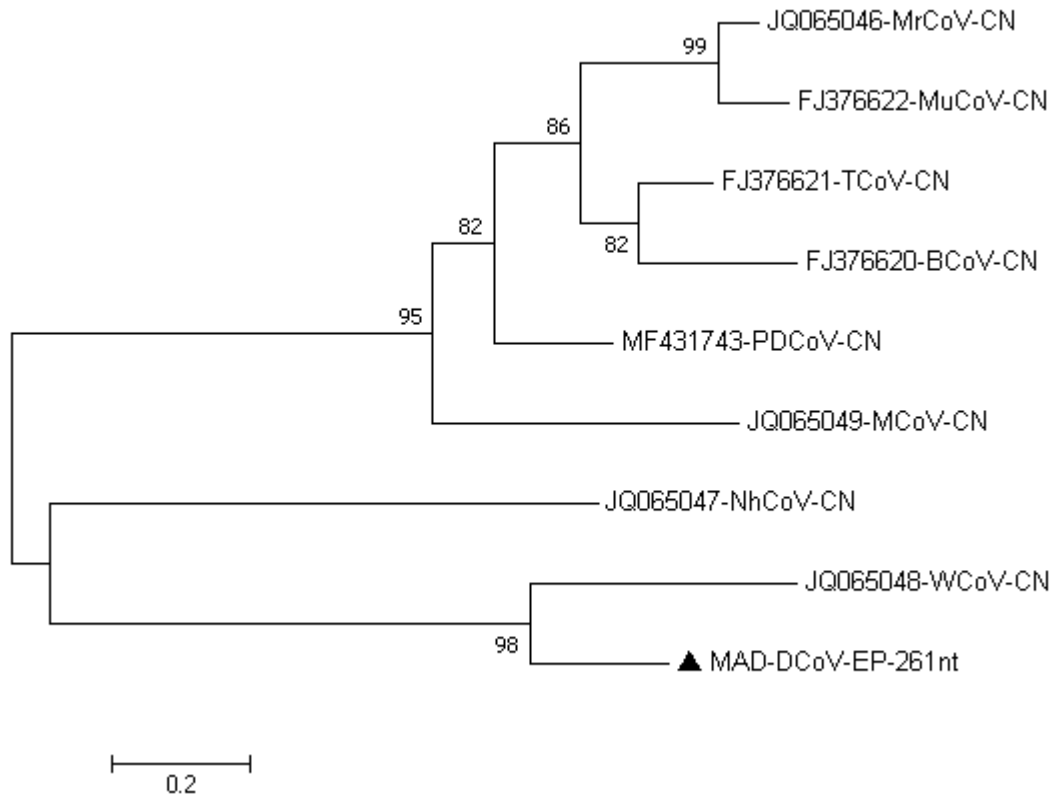 JQ065046-MrCoV-CN
99
FJ376622-MuCoV-CN
86
FJ376621-TCoV-CN
82
82
FJ376620-BCoV-CN
95
MF431743-PDCoV-CN
JQ065049-MCoV-CN
JQ065047-NhCoV-CN
JQ065048-WCoV-CN
98
MAD-DCoV-EP-261nt
0.2